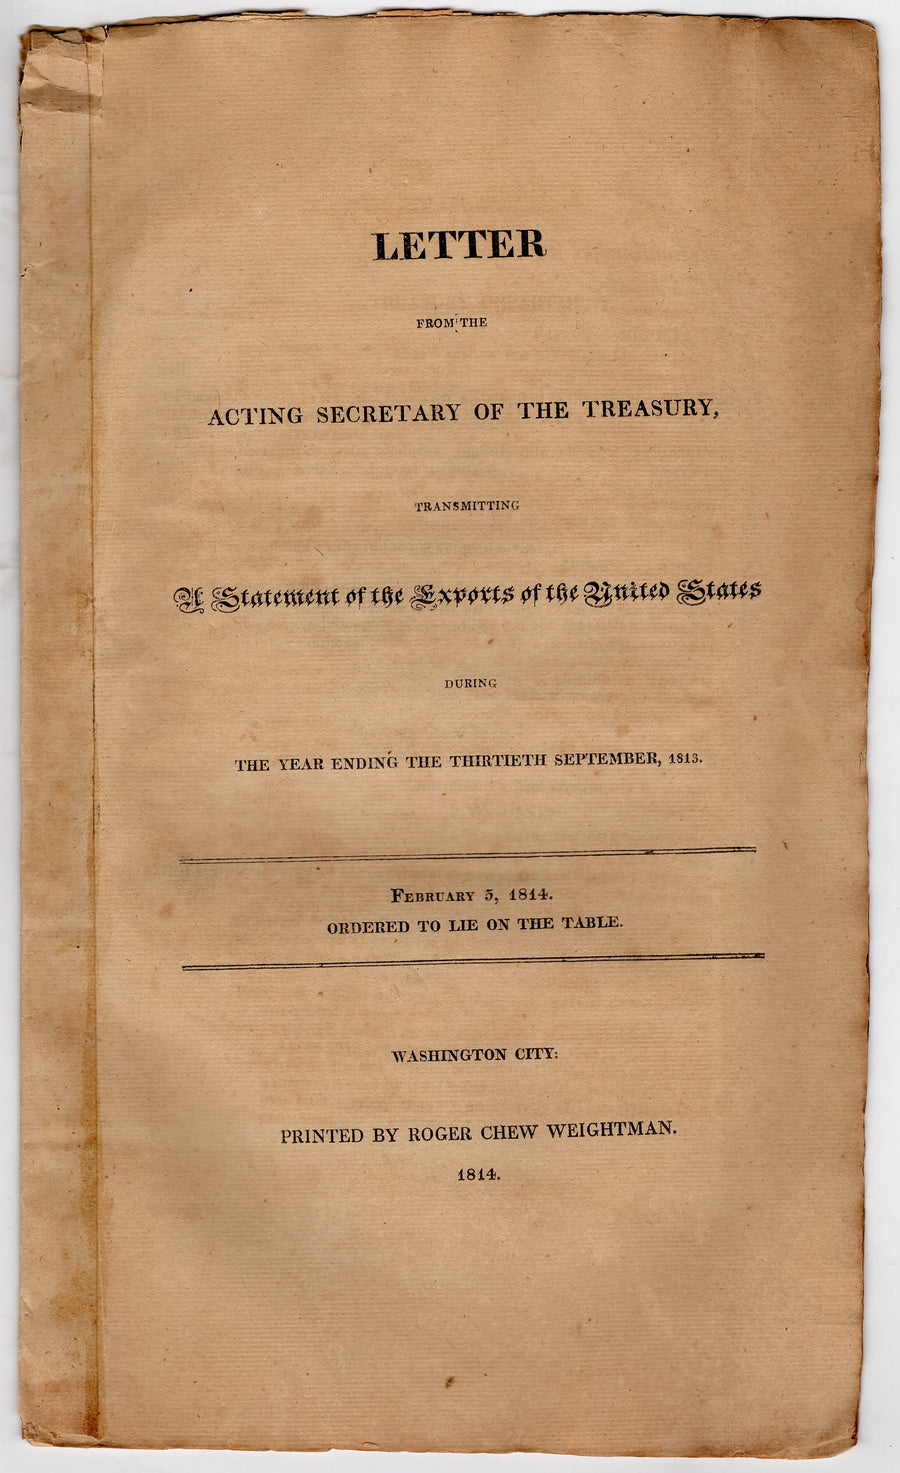 LETTER
FROM THE
ACTING SECRETARY OF THE TREASURY,
TRANSMITTING
A Statement of the Exports of the United States
DURING
THE YEAR ENDING THE THIRTIETH SEPTEMBER, 1813.
FEBRUARY 5, 1814.
ORDERED TO LIE ON THE TABLE.
WASHINGTON CITY:
PRINTED BY ROGER CHEW WEIGHTMAN.
1814.